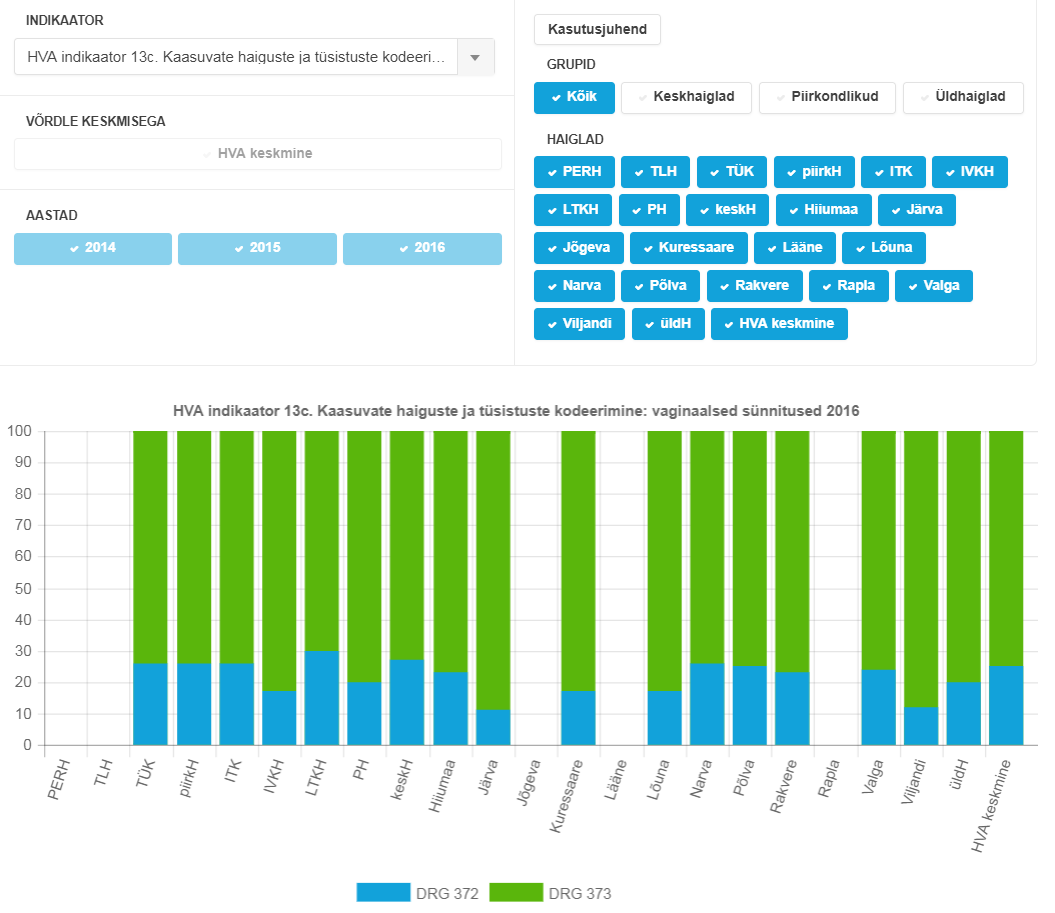 INDIKAATOR
HVA indikaator 13c. Kaasuvate haiguste ja tüsistuste kodeeri...
VÕRDLE KESKMISEGA
HVA keskmine
AASTAD
2014 2015 2016
Kasutusjuhend
GRUPID
Kõik Keskhaiglad Piirkondlikud Üldhaiglad
HAIGLAD
PERH TLH TÜK piirkH ITK IVKH
LTKH PH keskH Hiiumaa Järva
Jõgeva Kuressaare Lääne Lõuna
Narva Põlva Rakvere Rapla Valga
Viljandi üldH HVA keskmine
HVA indikaator 13c. Kaasuvate haiguste ja tüsistuste kodeerimine: vaginaalsed sünnitused 2016
100
90
80
70
60
50
40
30
20
10
0
PERH
TLH
TÜK
piirkH
ITK
IVKH
LTKH
PH
keskH
Hiiumaa
Järva
Jõgeva
Kuressaare
Lääne
Lõuna
Narva
Põlva
Rakvere
Rapla
Valga
Viljandi
üldH
HVA keskmine
DRG 372 DRG 373